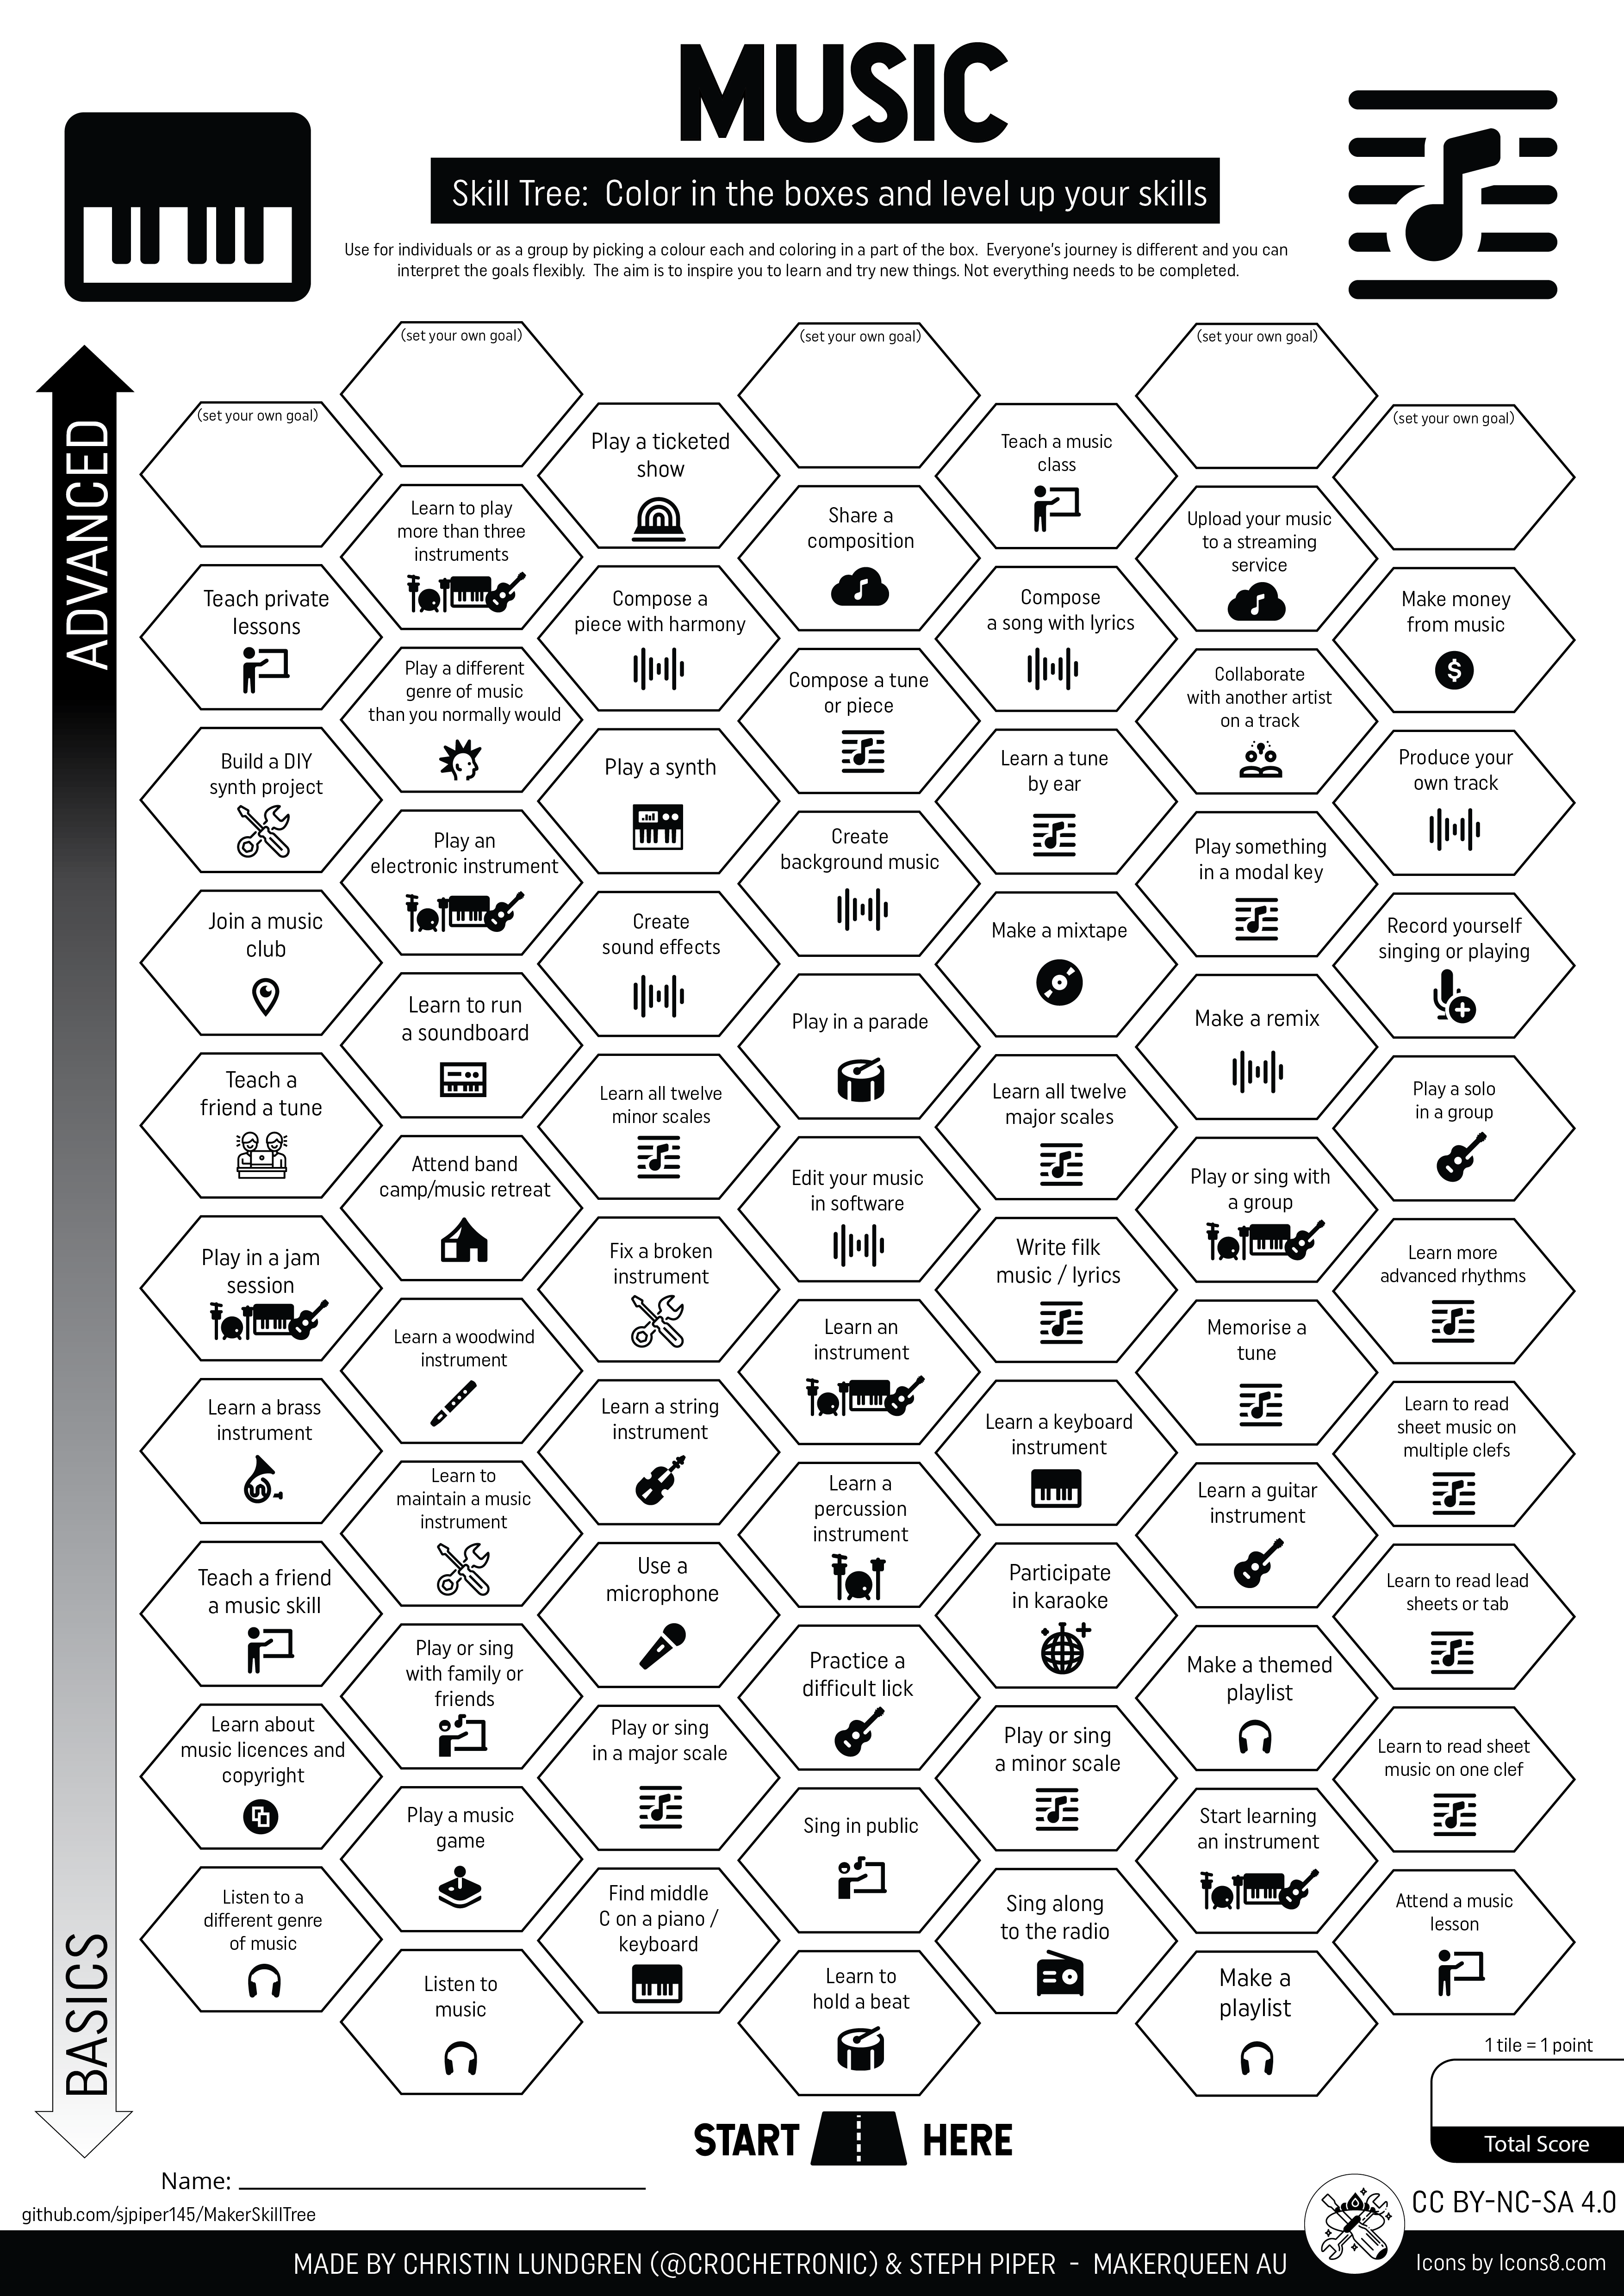 MUSIC
Skill Tree:  Color in the boxes and level up your skills
Use for individuals or as a group by picking a colour each and coloring in a part of the box.  Everyone's journey is different and you can
interpret the goals flexibly.  The aim is to inspire you to learn and try new things. Not everything needs to be completed.
ADVANCED
(set your own goal)
(set your own goal)
(set your own goal)
(set your own goal)
(set your own goal)
Play a ticketed
show
Teach a music
class
Learn to play
more than three
instruments
Share a
composition
Upload your music
to a streaming
service
Teach private
lessons
Compose a
piece with harmony
Compose
a song with lyrics
Make money
from music
Play a different
genre of music
than you normally would
Compose a tune
or piece
Collaborate
with another artist
on a track
Build a DIY
synth project
Play a synth
Learn a tune
by ear
Produce your
own track
Play an
electronic instrument
Create
background music
Play something
in a modal key
Join a music
club
Create
sound effects
Make a mixtape
Record yourself
singing or playing
Learn to run
a soundboard
Play in a parade
Make a remix
Teach a
friend a tune
Learn all twelve
minor scales
Learn all twelve
major scales
Play a solo
in a group
Attend band
camp/music retreat
Edit your music
in software
Play or sing with
a group
Play in a jam
session
Fix a broken
instrument
Write filk
music / lyrics
Learn more
advanced rhythms
Learn a woodwind
instrument
Learn an
instrument
Memorise a
tune
Learn a brass
instrument
Learn a string
instrument
Learn a keyboard
instrument
Learn to read
sheet music on
multiple clefs
Learn to
maintain a music
instrument
Learn a
percussion
instrument
Learn a guitar
instrument
Teach a friend
a music skill
Use a
microphone
Participate
in karaoke
Learn to read lead
sheets or tab
Play or sing
with family or
friends
Practice a
difficult lick
Make a themed
playlist
Learn about
music licences and
copyright
Play or sing
in a major scale
Play or sing
a minor scale
Learn to read sheet
music on one clef
Play a music
game
Sing in public
Start learning
an instrument
Listen to a
different genre
of music
Find middle
C on a piano /
keyboard
Sing along
to the radio
Attend a music
lesson
Listen to
music
Learn to
hold a beat
Make a
playlist
BASICS
1 tile = 1 point
Total Score
START HERE
Name:
github.com/sjpiper145/MakerSkillTree
CC BY-NC-SA 4.0
MADE BY CHRISTIN LUNDGREN (@CROCHETRONIC) & STEPH PIPER  -  MAKERQUEEN AU
Icons by Icons8.com